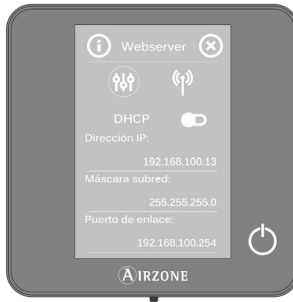 Webserver
DHCP
Dirección IP:
192.168.100.13
Máscara subred:
255.255.255.0
Puerto de enlace:
192.168.100.254
AIRZONE